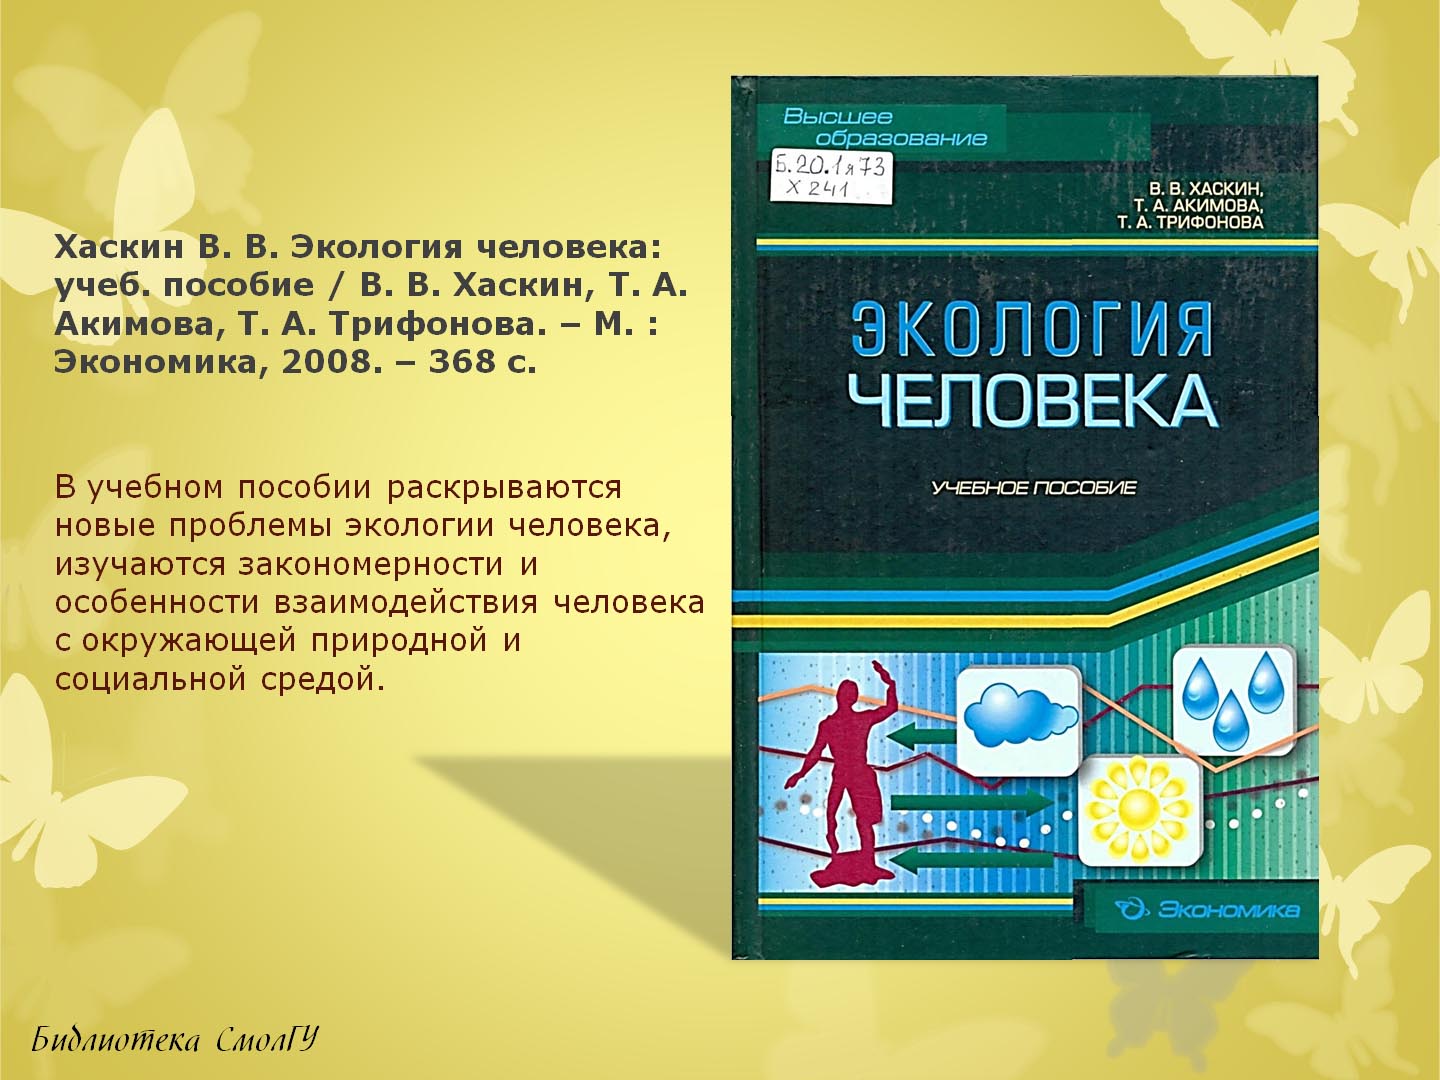 Хаскин В. В. Экология человека:
учеб. пособие / В. В. Хаскин, Т. А.
Акимова, Т. А. Трифонова. – М. :
Экономика, 2008. – 368 с.
В учебном пособии раскрываются
новые проблемы экологии человека,
изучаются закономерности и
особенности взаимодействия человека
с окружающей природной и
социальной средой.
Высшее
образование
Б.20.1я73
Х 241
В. В. ХАСКИН,
Т. А. АКИМОВА,
Т. А. ТРИФОНОВА
ЭКОЛОГИЯ
ЧЕЛОВЕКА
УЧЕБНОЕ ПОСОБИЕ
Экономика
Библиотека СмолГУ